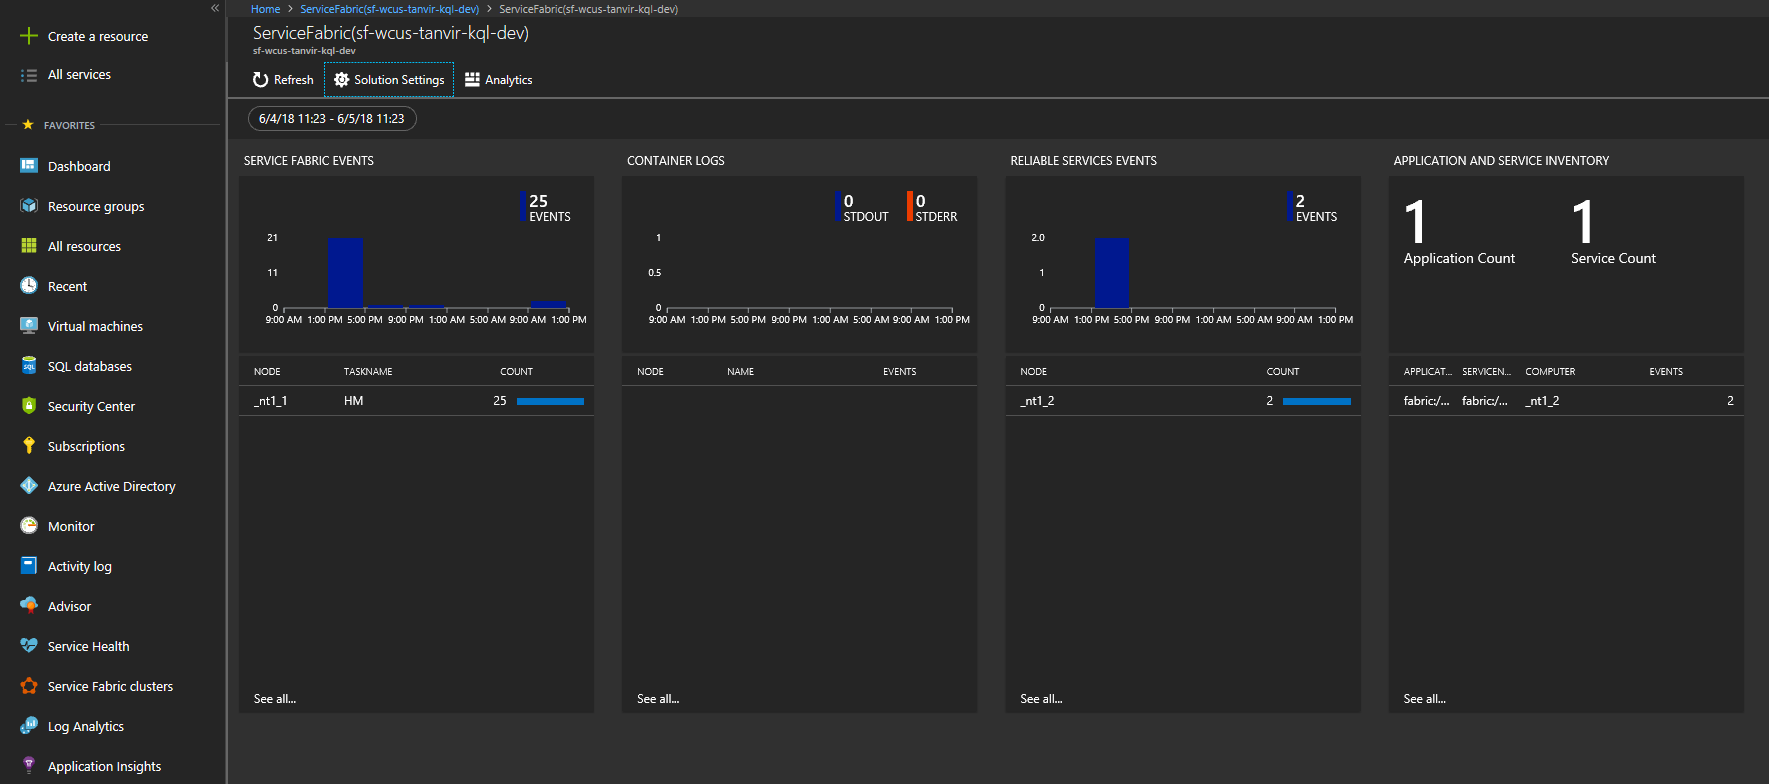 «
Create a resource
All services
FAVORITES
Dashboard
Resource groups
All resources
Recent
Virtual machines
SQL databases
Security Center
Subscriptions
Azure Active Directory
Monitor
Activity log
Advisor
Service Health
Service Fabric clusters
Log Analytics
Application Insights
Home > ServiceFabric(sf-wcus-tanvir-kql-dev) > ServiceFabric(sf-wcus-tanvir-kql-dev)
ServiceFabric(sf-wcus-tanvir-kql-dev)
sf-wcus-tanvir-kql-dev
Refresh Solution Settings Analytics
6/4/18 11:23 - 6/5/18 11:23
SERVICE FABRIC EVENTS
25
EVENTS
21
11
0
9:00 AM 1:00 PM 5:00 PM 9:00 PM 1:00 AM 5:00 AM 9:00 AM 1:00 PM
NODE TASKNAME COUNT
_nt1_1 HM 25
See all...
CONTAINER LOGS
0 0
STDOUT STDERR
1
0.5
0
9:00 AM 1:00 PM 5:00 PM 9:00 PM 1:00 AM 5:00 AM 9:00 AM 1:00 PM
NODE NAME EVENTS
See all...
RELIABLE SERVICES EVENTS
2
EVENTS
2.0
1
0
9:00 AM 1:00 PM 5:00 PM 9:00 PM 1:00 AM 5:00 AM 9:00 AM 1:00 PM
NODE COUNT
_nt1_2 2
See all...
APPLICATION AND SERVICE INVENTORY
1 1
Application Count Service Count
APPLICAT... SERVICEN... COMPUTER EVENTS
fabric:/... fabric:/... _nt1_2 2
See all...